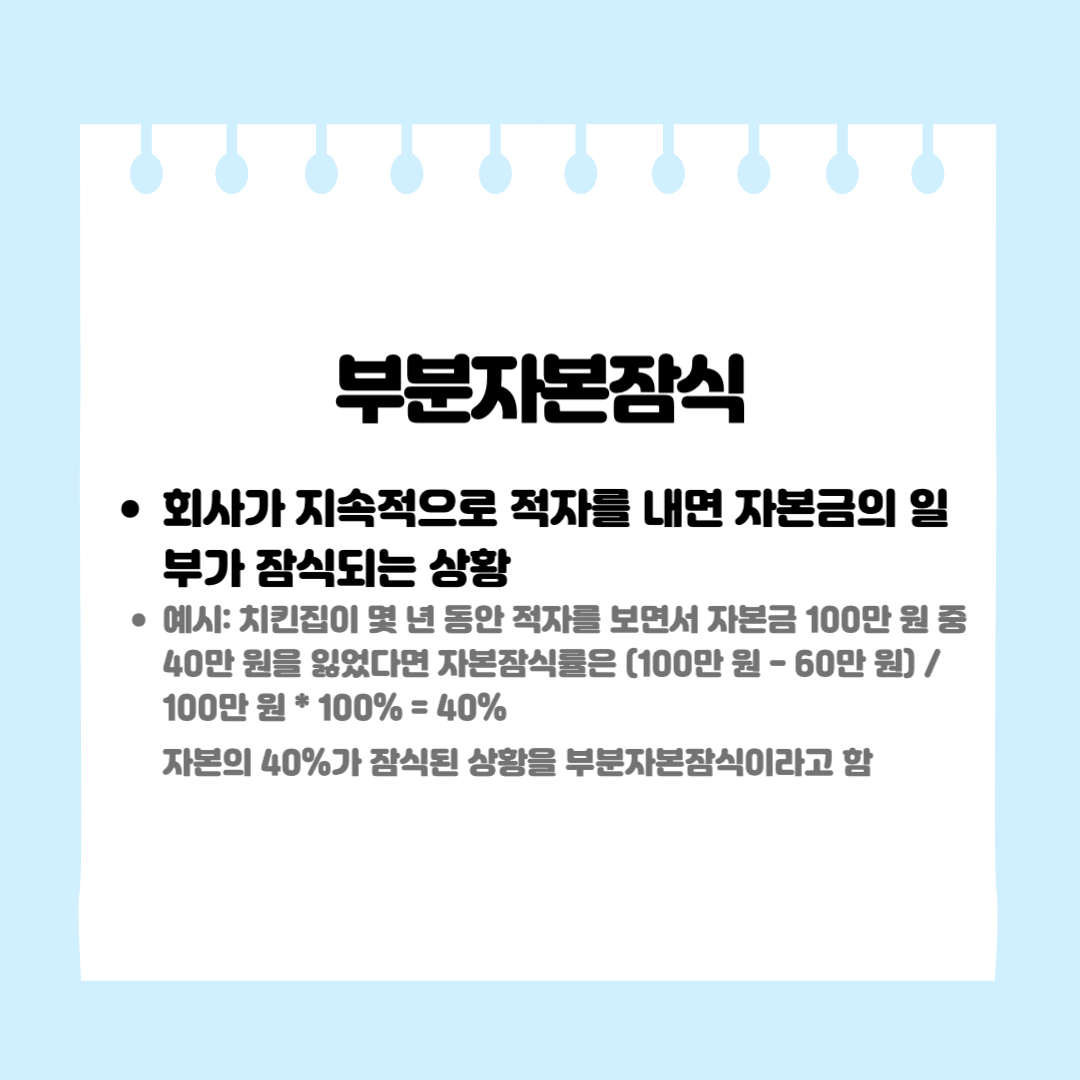 부분자본잠식
• 회사가 지속적으로 적자를 내면 자본금의 일
부가 잠식되는 상황
• 예시: 치킨집이 몇 년 동안 적자를 보면서 자본금 100만 원 중
40만 원을 잃었다면 자본잠식률은 (100만 원 - 60만 원) /
100만 원 * 100% = 40%
자본의 40%가 잠식된 상황을 부분자본잠식이라고 함